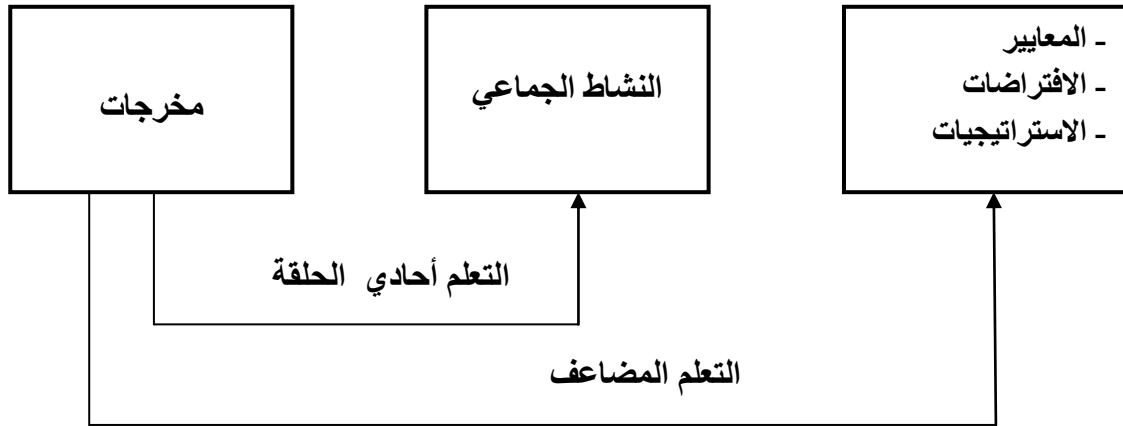 - المعايير
- الافتراضات
- الاستراتيجيات
النشاط الجماعي
مخرجات
التعلم أحادي الحلقة
التعلم المضاعف